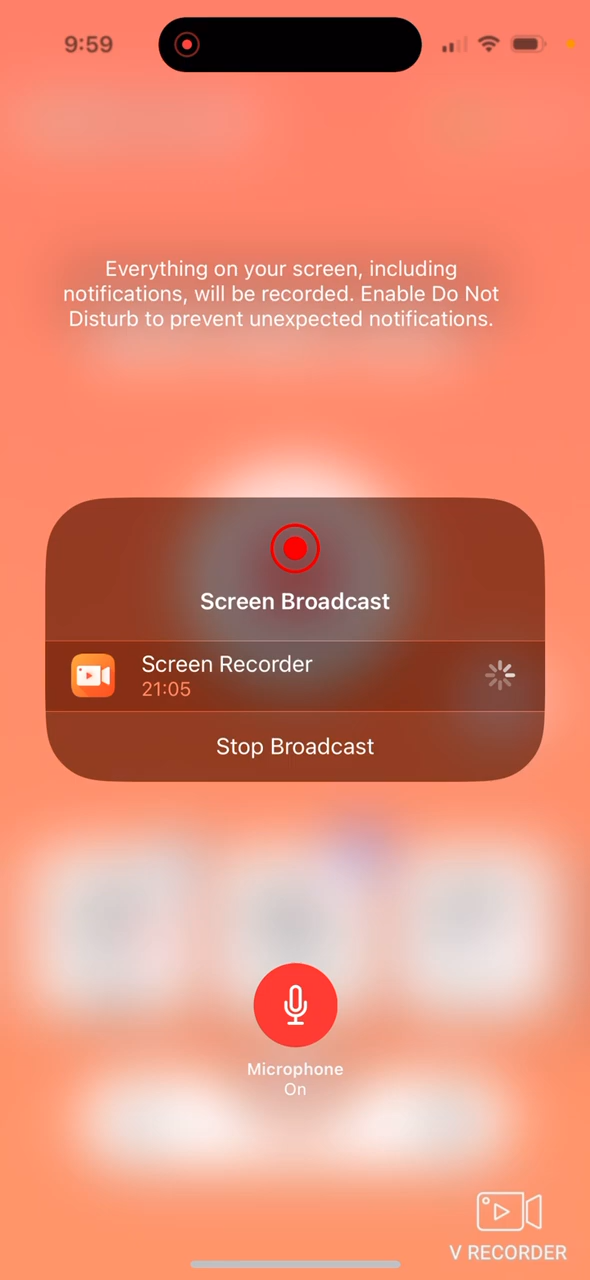 9:59
Everything on your screen, including
notifications, will be recorded. Enable Do Not
Disturb to prevent unexpected notifications.
Screen Broadcast
Screen Recorder
21:05
Stop Broadcast
Microphone
On
V RECORDER